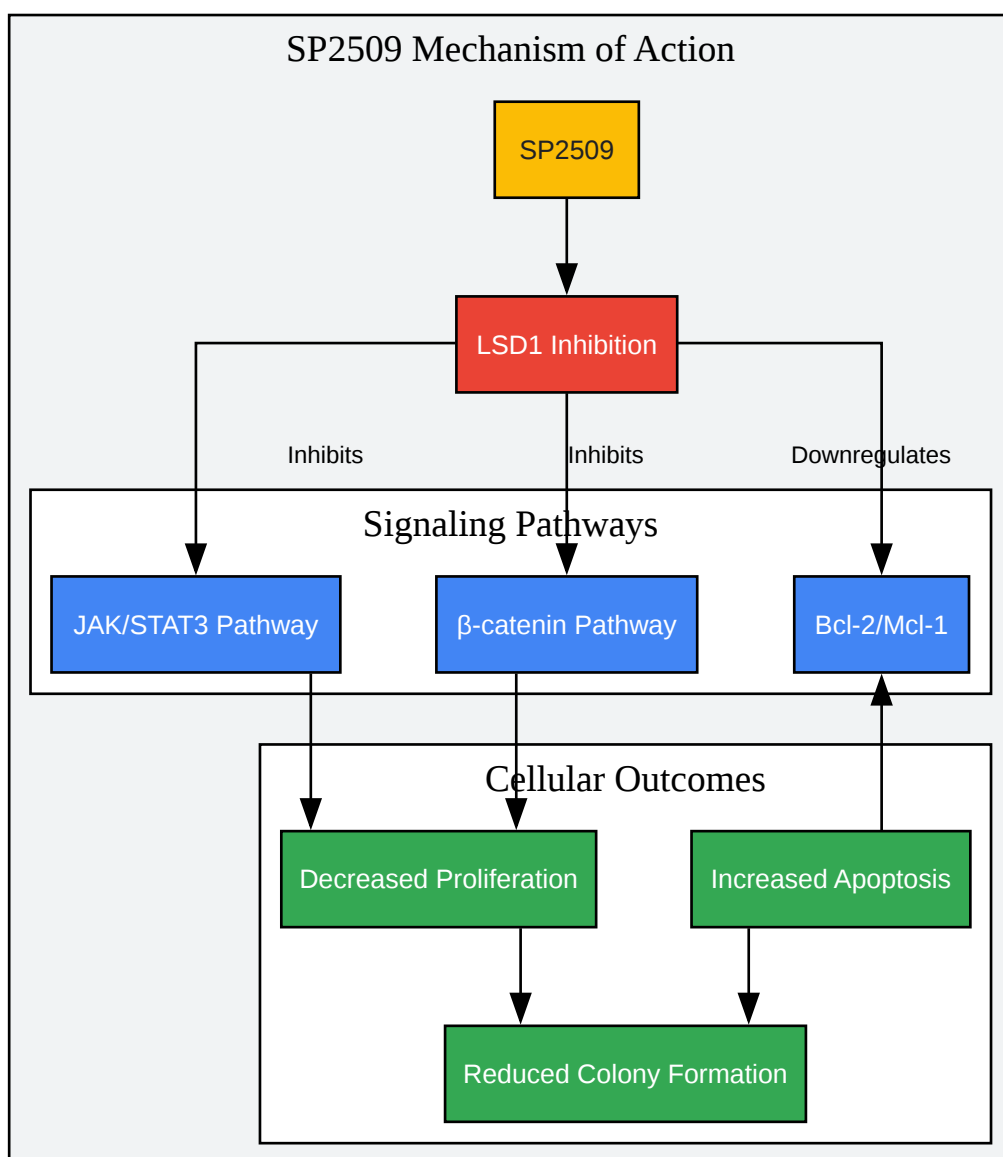 SP2509 Mechanism of Action
SP2509
LSD1 Inhibition
Inhibits
Inhibits
Downregulates
Signaling Pathways
JAK/STAT3 Pathway
β-catenin Pathway
Bcl-2/Mcl-1
Cellular Outcomes
Decreased Proliferation
Increased Apoptosis
Reduced Colony Formation